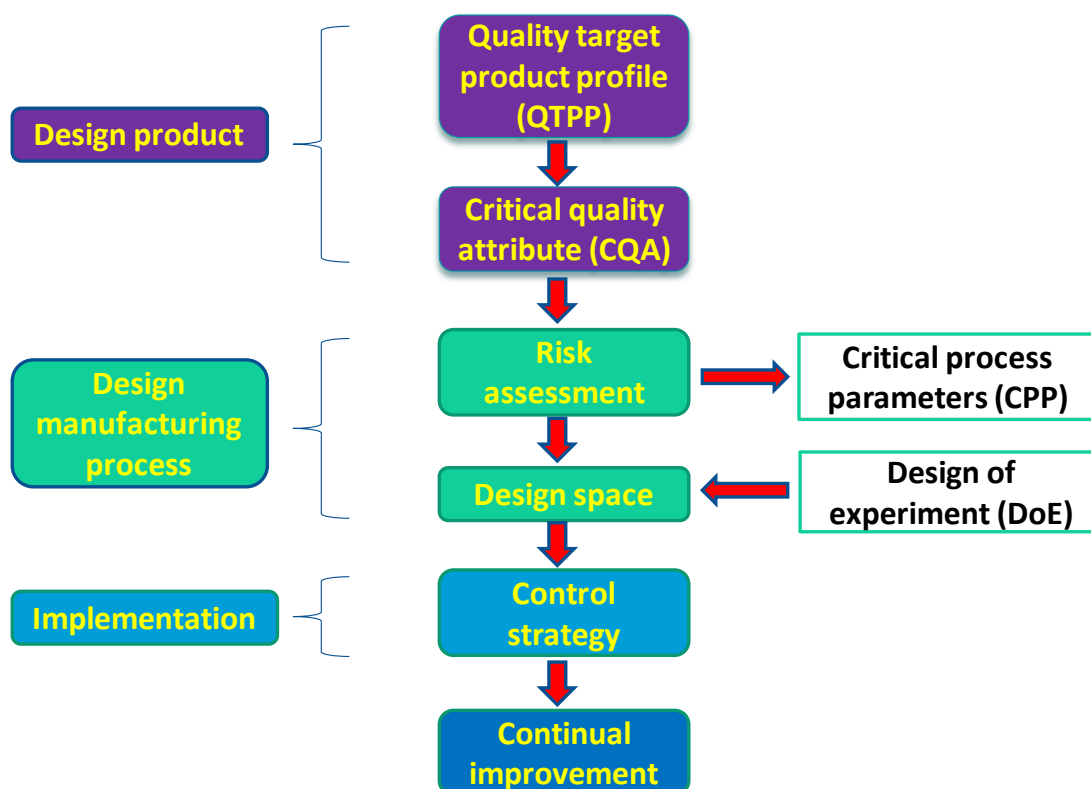 Quality target
product profile
(QTPP)
Design product
Critical quality
attribute (CQA)
Risk
assessment
Critical process
parameters (CPP)
Design
manufacturing
process
Design space
Design of
experiment (DoE)
Implementation
Control
strategy
Continual
improvement